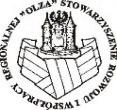 STOWARZYSZENIE ROZWOJU I WSPÓŁPRACY REGIONALNEJ "OLZA"